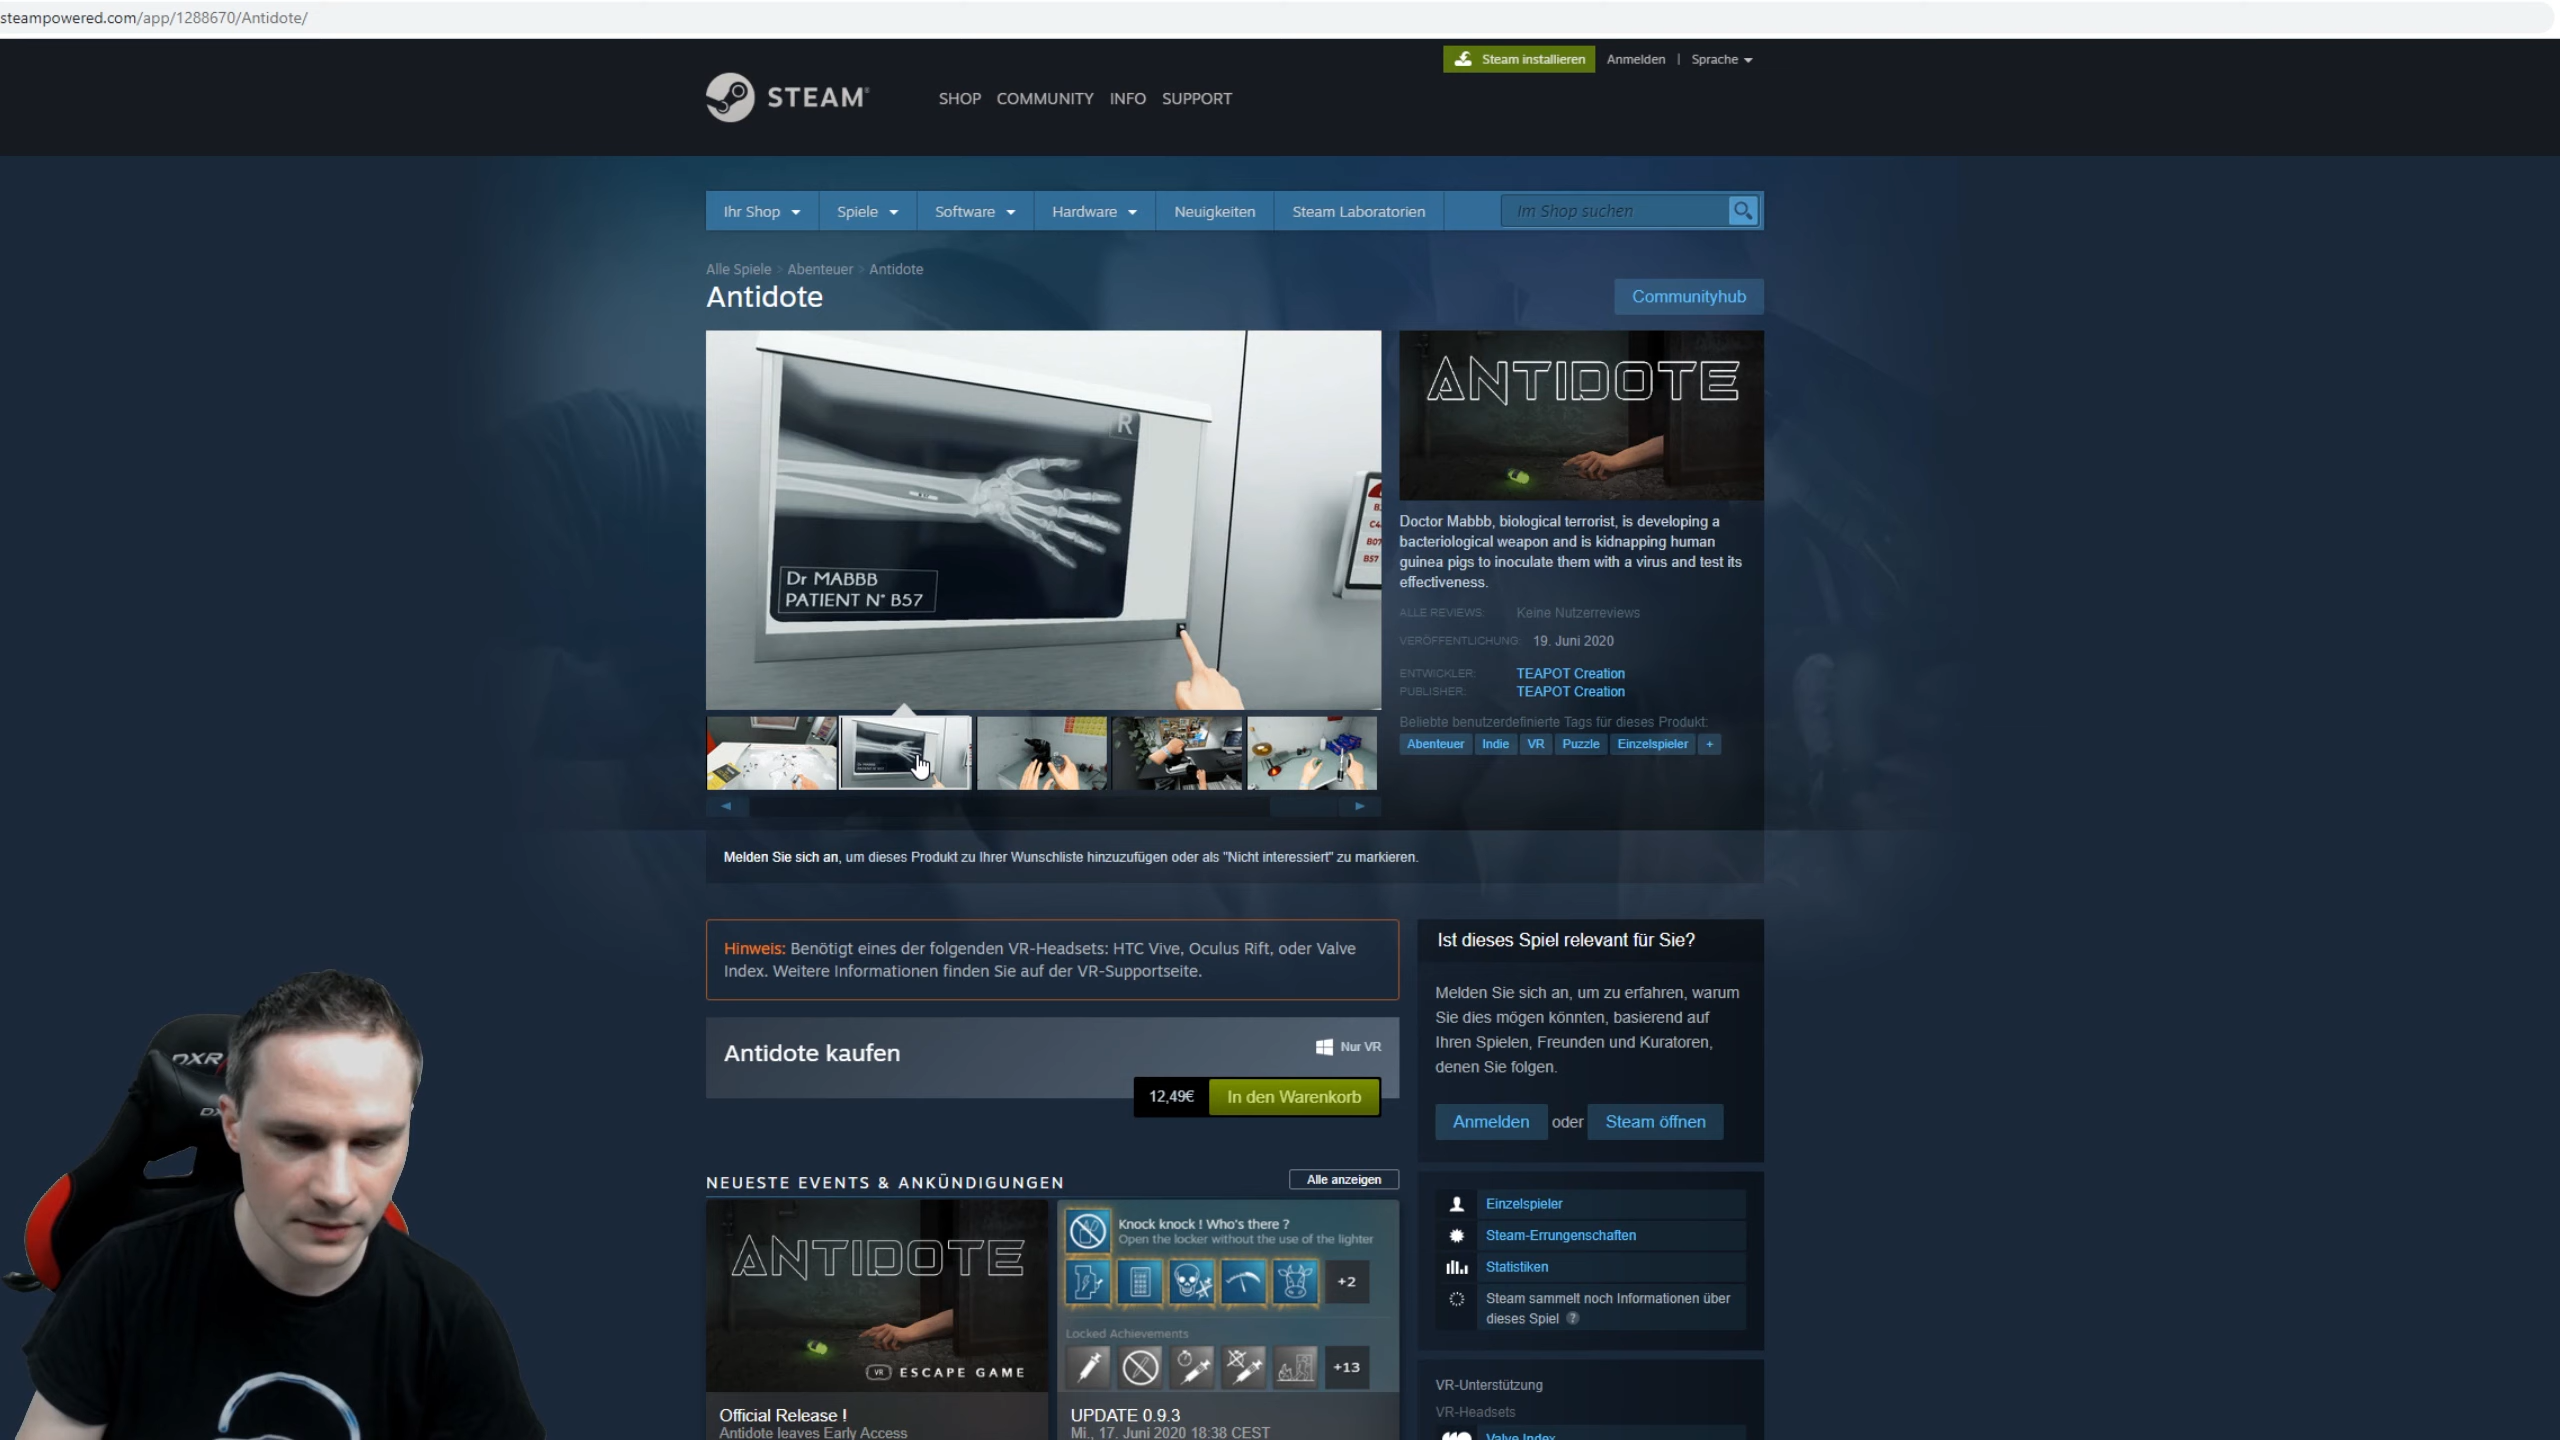 steampowered.com/app/1288670/Antidote/
Steam installieren
Anmelden | Sprache
STEAM
SHOP COMMUNITY INFO SUPPORT
Ihr Shop Spiele Software Hardware Neuigkeiten Steam Laboratorien
Im Shop suchen
Alle Spiele > Abenteuer > Antidote
Antidote
Communityhub
R
Dr MABBB
PATIENT N° B57
B57
ANTIDOTE
Doctor Mabbb, biological terrorist, is developing a
bacteriological weapon and is kidnapping human
guinea pigs to inoculate them with a virus and test its
effectiveness.
ALLE REVIEWS: Keine Nutzerreviews
VERÖFFENTLICHUNG: 19. Juni 2020
ENTWICKLER: TEAPOT Creation
PUBLISHER: TEAPOT Creation
Beliebte benutzerdefinierte Tags für dieses Produkt:
Abenteuer Indie VR Puzzle Einzelspieler +
Melden Sie sich an, um dieses Produkt zu Ihrer Wunschliste hinzuzufügen oder als "Nicht interessiert" zu markieren.
Hinweis: Benötigt eines der folgenden VR-Headsets: HTC Vive, Oculus Rift, oder Valve
Index. Weitere Informationen finden Sie auf der VR-Supportseite.
Antidote kaufen
Nur VR
12,49€ In den Warenkorb
NEUESTE EVENTS & ANKÜNDIGUNGEN
Alle anzeigen
ANTIDOTE
VR ESCAPE GAME
Official Release !
Antidote leaves Early Access
Knock knock ! Who's there ?
Open the locker without the use of the lighter
+2
Locked Achievements
+13
UPDATE 0.9.3
Mi., 17. Juni 2020 18:38 CEST
Ist dieses Spiel relevant für Sie?
Melden Sie sich an, um zu erfahren, warum
Sie dies mögen könnten, basierend auf
Ihren Spielen, Freunden und Kuratoren,
denen Sie folgen.
Anmelden oder Steam öffnen
Einzelspieler
Steam-Errungenschaften
Statistiken
Steam sammelt noch Informationen über
dieses Spiel ?
VR-Unterstützung
VR-Headsets
Valve Index
DXR